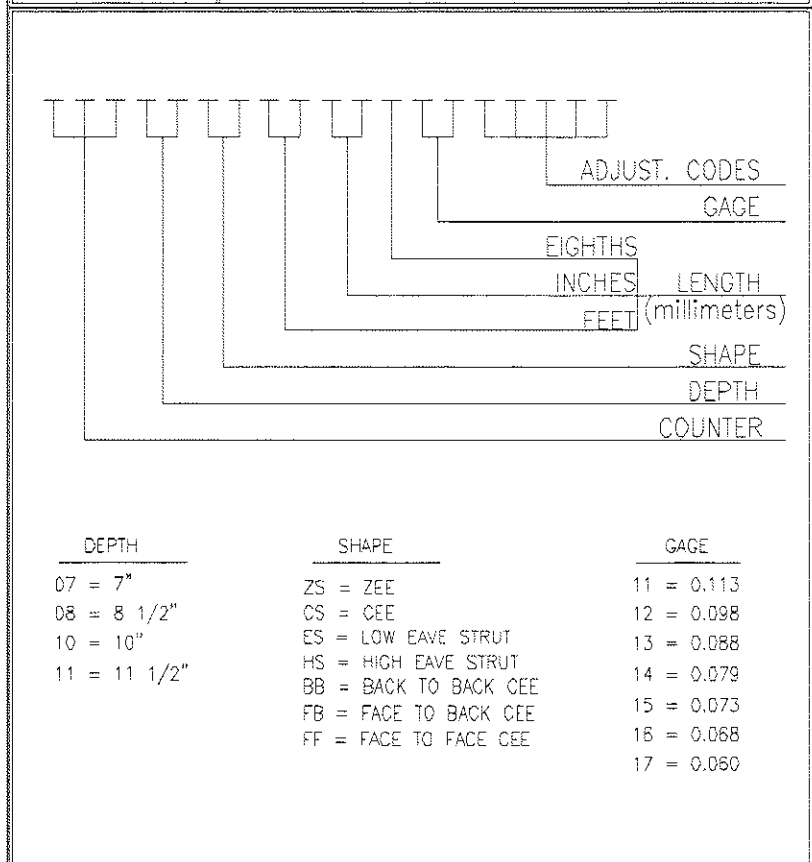 ADJUST. CODES
GAGE
EIGHTHS
INCHES LENGTH
(millimeters)
FEET
SHAPE
DEPTH
COUNTER
DEPTH
07 = 7"
08 = 8 1/2"
10 = 10"
11 = 11 1/2"
SHAPE
ZS = ZEE
CS = CEE
ES = LOW EAVE STRUT
HS = HIGH EAVE STRUT
BB = BACK TO BACK CEE
FB = FACE TO BACK CEE
FF = FACE TO FACE CEE
GAGE
11 = 0.113
12 = 0.098
13 = 0.088
14 = 0.079
15 = 0.073
16 = 0.068
17 = 0.060